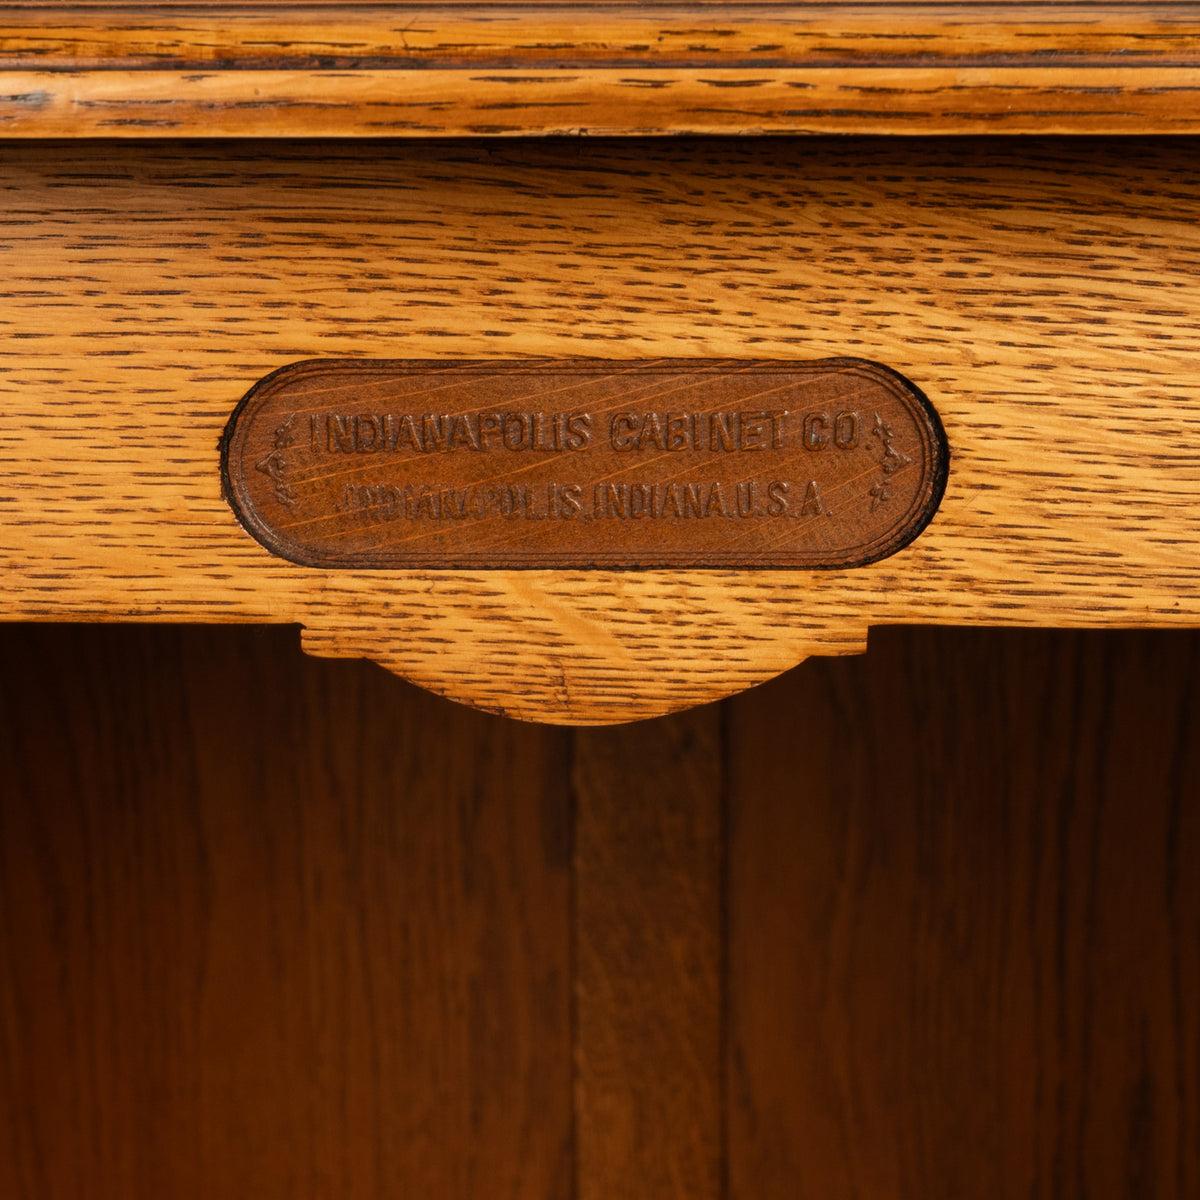 INDIANAPOLIS CABINET CO.
INDIANAPOLIS, INDIANA, U.S.A.